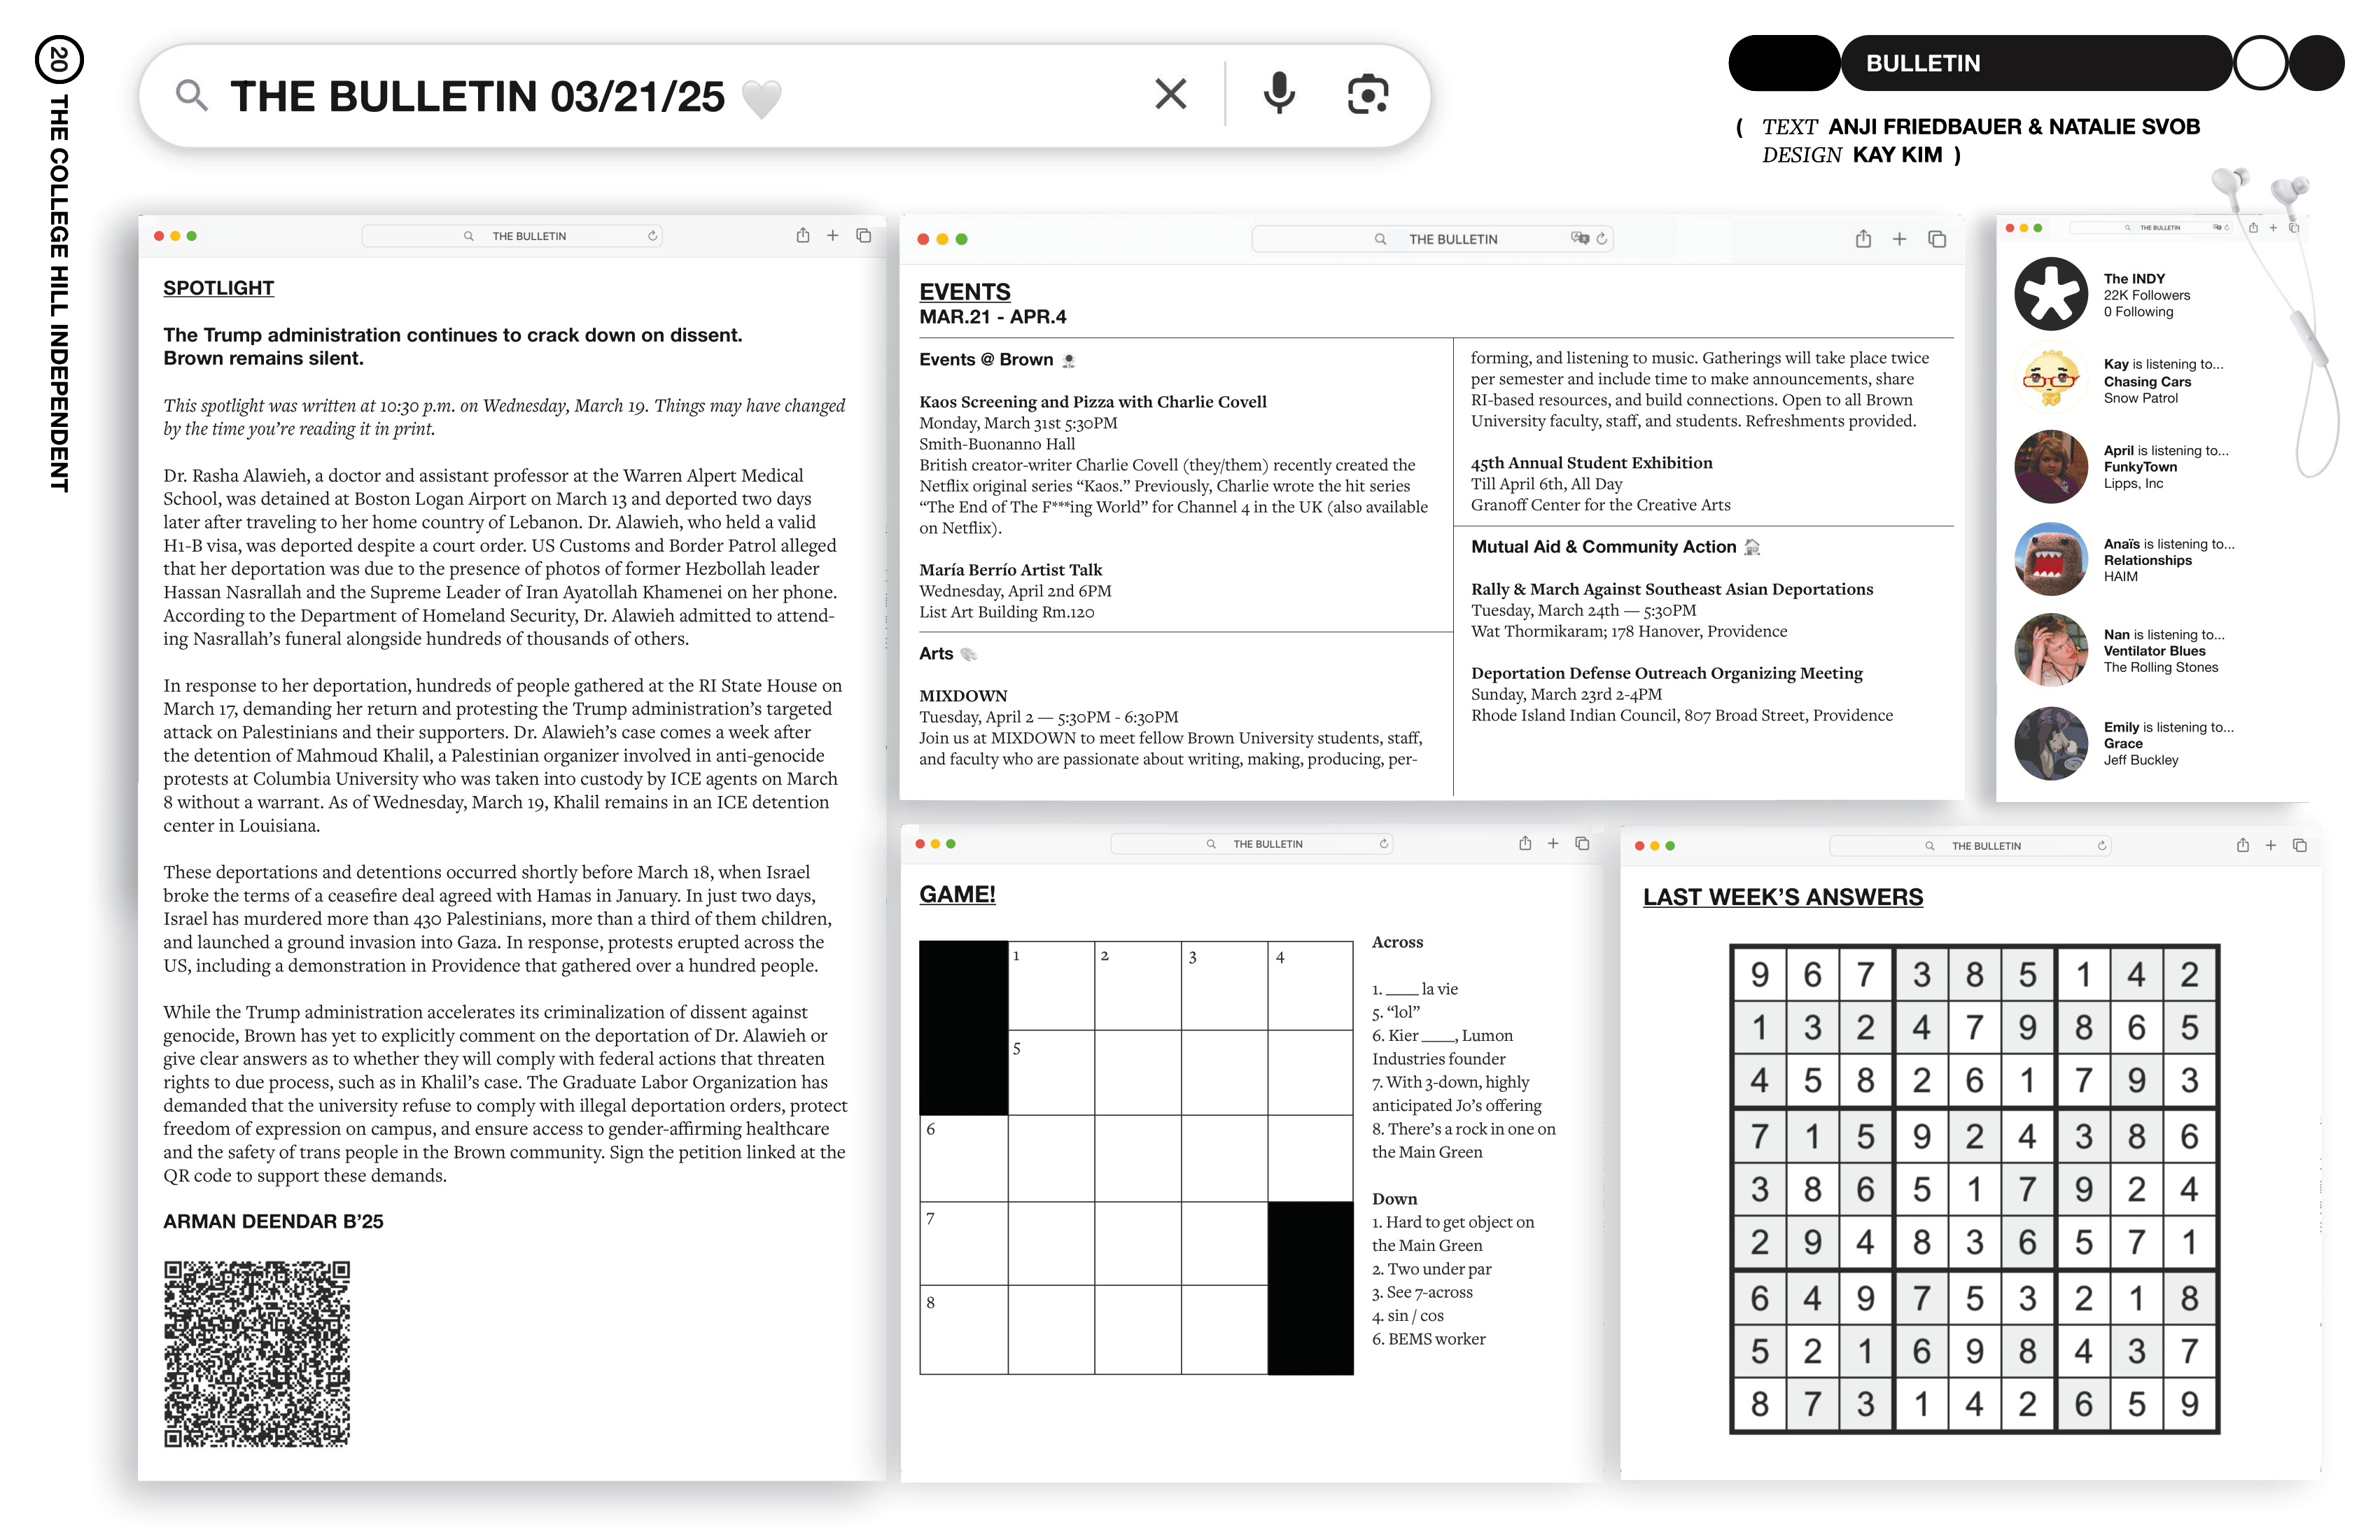 20
THE COLLEGE HILL INDEPENDENT
THE BULLETIN 03/21/25
BULLETIN
( TEXT ANJI FRIEDBAUER & NATALIE SVOB
DESIGN KAY KIM )
THE BULLETIN
SPOTLIGHT
The Trump administration continues to crack down on dissent.
Brown remains silent.
This spotlight was written at 10:30 p.m. on Wednesday, March 19. Things may have changed
by the time you’re reading it in print.
Dr. Rasha Alawieh, a doctor and assistant professor at the Warren Alpert Medical
School, was detained at Boston Logan Airport on March 13 and deported two days
later after traveling to her home country of Lebanon. Dr. Alawieh, who held a valid
H1-B visa, was deported despite a court order. US Customs and Border Patrol alleged
that her deportation was due to the presence of photos of former Hezbollah leader
Hassan Nasrallah and the Supreme Leader of Iran Ayatollah Khamenei on her phone.
According to the Department of Homeland Security, Dr. Alawieh admitted to attend-
ing Nasrallah’s funeral alongside hundreds of thousands of others.
In response to her deportation, hundreds of people gathered at the RI State House on
March 17, demanding her return and protesting the Trump administration’s targeted
attack on Palestinians and their supporters. Dr. Alawieh’s case comes a week after
the detention of Mahmoud Khalil, a Palestinian organizer involved in anti-genocide
protests at Columbia University who was taken into custody by ICE agents on March
8 without a warrant. As of Wednesday, March 19, Khalil remains in an ICE detention
center in Louisiana.
These deportations and detentions occurred shortly before March 18, when Israel
broke the terms of a ceasefire deal agreed with Hamas in January. In just two days,
Israel has murdered more than 430 Palestinians, more than a third of them children,
and launched a ground invasion into Gaza. In response, protests erupted across the
US, including a demonstration in Providence that gathered over a hundred people.
While the Trump administration accelerates its criminalization of dissent against
genocide, Brown has yet to explicitly comment on the deportation of Dr. Alawieh or
give clear answers as to whether they will comply with federal actions that threaten
rights to due process, such as in Khalil’s case. The Graduate Labor Organization has
demanded that the university refuse to comply with illegal deportation orders, protect
freedom of expression on campus, and ensure access to gender-affirming healthcare
and the safety of trans people in the Brown community. Sign the petition linked at the
QR code to support these demands.
ARMAN DEENDAR B’25
THE BULLETIN
EVENTS
MAR.21 - APR.4
Events @ Brown
Kaos Screening and Pizza with Charlie Covell
Monday, March 31st 5:30PM
Smith-Buonanno Hall
British creator-writer Charlie Covell (they/them) recently created the
Netflix original series “Kaos.” Previously, Charlie wrote the hit series
“The End of The F***ing World” for Channel 4 in the UK (also available
on Netflix).
María Berrío Artist Talk
Wednesday, April 2nd 6PM
List Art Building Rm.120
Arts
MIXDOWN
Tuesday, April 2 — 5:30PM - 6:30PM
Join us at MIXDOWN to meet fellow Brown University students, staff,
and faculty who are passionate about writing, making, producing, per-
forming, and listening to music. Gatherings will take place twice
per semester and include time to make announcements, share
RI-based resources, and build connections. Open to all Brown
University faculty, staff, and students. Refreshments provided.
45th Annual Student Exhibition
Till April 6th, All Day
Granoff Center for the Creative Arts
Mutual Aid & Community Action
Rally & March Against Southeast Asian Deportations
Tuesday, March 24th — 5:30PM
Wat Thormikaram; 178 Hanover, Providence
Deportation Defense Outreach Organizing Meeting
Sunday, March 23rd 2-4PM
Rhode Island Indian Council, 807 Broad Street, Providence
THE BULLETIN
The INDY
22K Followers
0 Following
Kay is listening to...
Chasing Cars
Snow Patrol
April is listening to...
FunkyTown
Lipps, Inc
Anaïs is listening to...
Relationships
HAIM
Nan is listening to...
Ventilator Blues
The Rolling Stones
Emily is listening to...
Grace
Jeff Buckley
THE BULLETIN
GAME!
1 2 3 4
5
6
7
8
Across
1. ____ la vie
5. “lol”
6. Kier ____, Lumon
Industries founder
7. With 3-down, highly
anticipated Jo’s offering
8. There’s a rock in one on
the Main Green
Down
1. Hard to get object on
the Main Green
2. Two under par
3. See 7-across
4. sin / cos
6. BEMS worker
THE BULLETIN
LAST WEEK’S ANSWERS
9 6 7 3 8 5 1 4 2
1 3 2 4 7 9 8 6 5
4 5 8 2 6 1 7 9 3
7 1 5 9 2 4 3 8 6
3 8 6 5 1 7 9 2 4
2 9 4 8 3 6 5 7 1
6 4 9 7 5 3 2 1 8
5 2 1 6 9 8 4 3 7
8 7 3 1 4 2 6 5 9